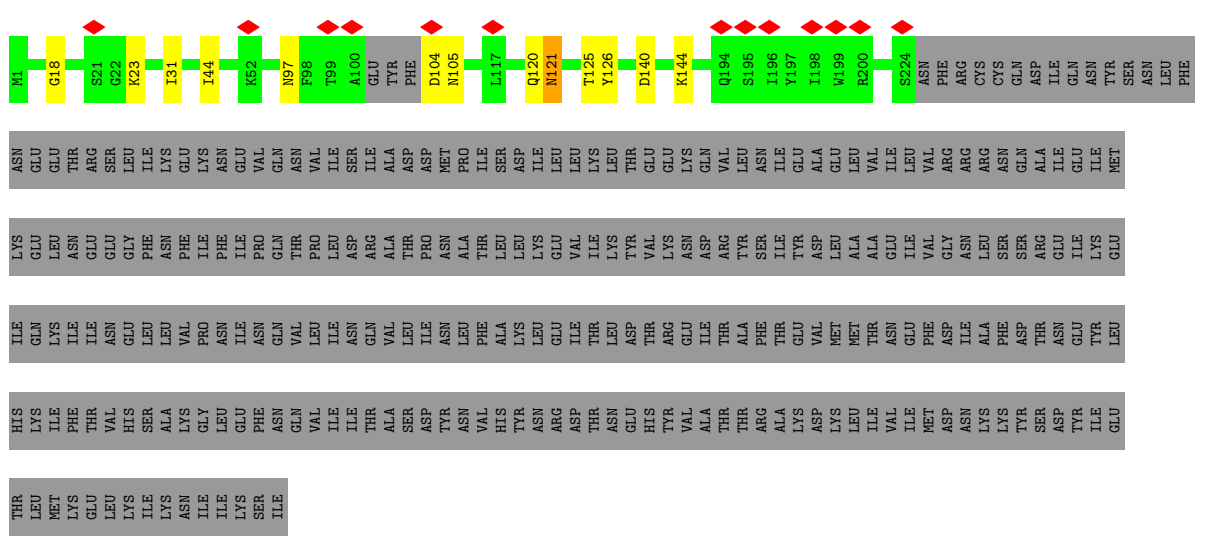 M1 G18 S21 G22 K23 I31 I44 K52 N97 F98 T99 A100 GLU TYR PHE D104 N105 L117 Q120 N121 T125 Y126 D140 K144 Q194 S195 I196 Y197 I198 W199 R200 S224 ASN PHE ARG CYS CYS GLN ASP ILE GLN ASN TYR SER ASN LEU PHE
ASN GLU GLU THR ARG SER LEU ILE LYS GLU LYS ASN GLU VAL GLN ASN VAL ILE SER ILE ALA ASP ASP MET PRO ILE SER ASP ILE LEU LEU LYS LEU THR GLU GLU LYS GLN VAL LEU ASN ILE GLU ALA GLU LEU VAL ILE LEU VAL ARG ARG ARG ASN GLN ALA ILE GLU ILE MET
LYS GLU LEU ASN GLU GLU GLY PHE ASN PHE ILE PHE ILE PRO GLN THR PRO LEU ASP ARG ALA THR PRO ASN ALA THR LEU LEU LYS GLU VAL ILE LYS TYR VAL LYS ASN ASP ARG TYR SER ILE TYR ASP LEU ALA ALA GLU ILE VAL GLY ASN LEU SER SER ARG GLU ILE LYS GLU
ILE GLN LYS ILE ILE ASN GLU LEU LEU VAL PRO ASN ILE ASN GLN VAL LEU ILE ASN GLN VAL LEU ILE ASN LEU PHE ALA LYS LEU GLU ILE THR LEU ASP THR ARG GLU ILE THR ALA PHE THR GLU VAL MET MET THR ASN GLU PHE ASP ILE ALA PHE ASP THR ASN GLU TYR LEU
HIS LYS ILE PHE THR VAL HIS SER ALA LYS GLY LEU GLU PHE ASN GLN VAL ILE ILE THR ALA SER ASP TYR ASN VAL HIS TYR ASN ARG ASP THR ASN GLU HIS TYR VAL ALA THR THR ARG ALA LYS ASP LYS LEU ILE VAL ILE MET ASP ASN LYS LYS TYR SER ASP TYR ILE GLU
THR LEU MET LYS GLU LEU LYS ILE LYS ASN ILE ILE LYS SER ILE